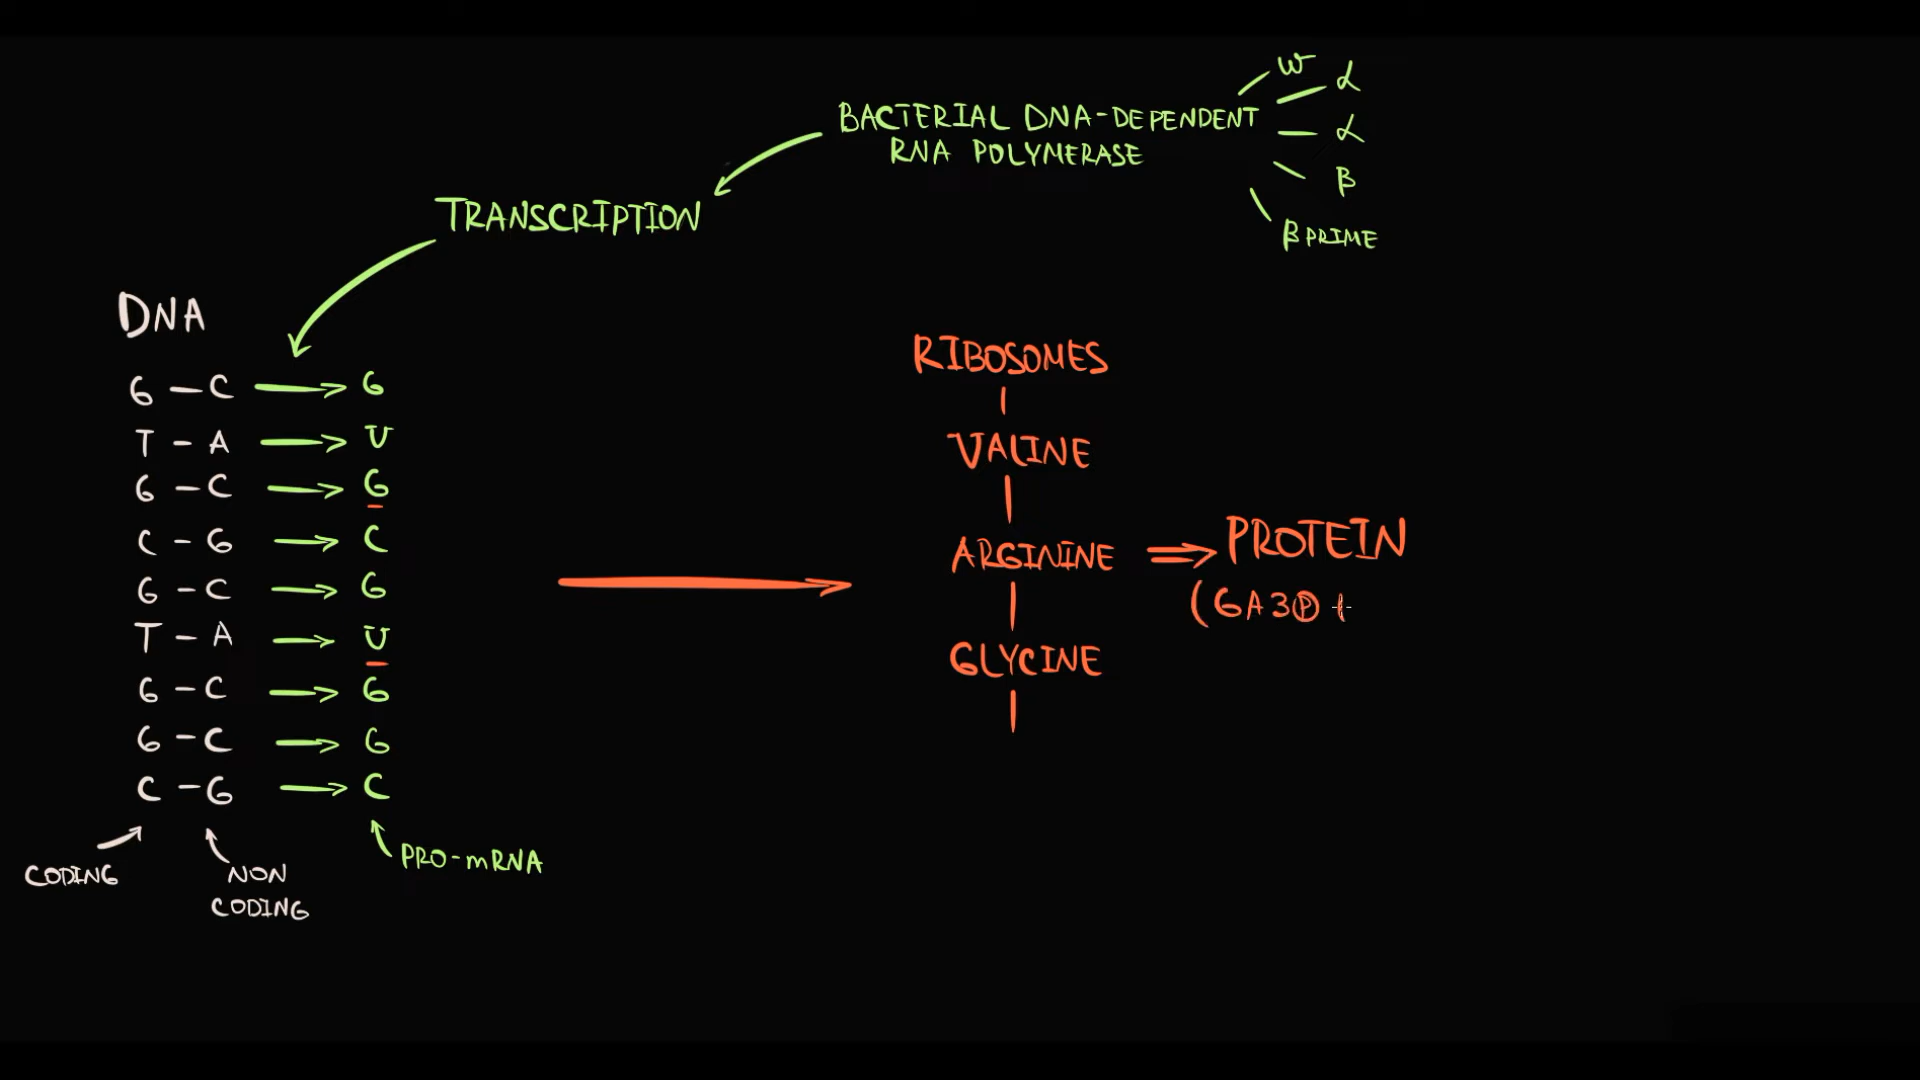 W
α
BACTERIAL DNA-DEPENDENT
RNA POLYMERASE
α
β
β PRIME
TRANSCRIPTION
DNA
G - C → G
T - A → U
G - C → G
C - G → C
G - C → G
T - A → U
G - C → G
G - C → G
C - G → C
CODING
NON
CODING
PRO-mRNA
RIBOSOMES
VALINE
ARGININE ⇒ PROTEIN
(GA3Ⓟ
GLYCINE